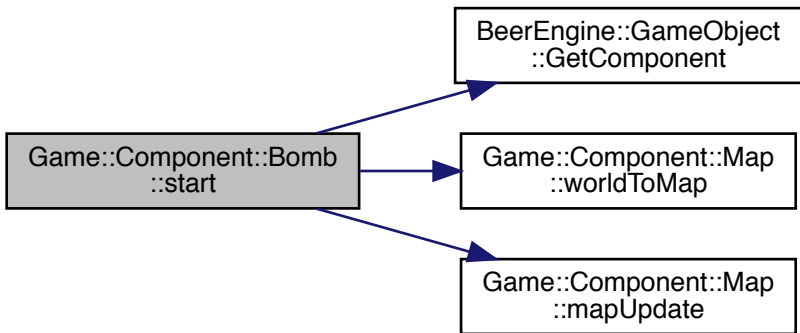 Game::Component::Bomb
::start
BeerEngine::GameObject
::GetComponent
Game::Component::Map
::worldToMap
Game::Component::Map
::mapUpdate